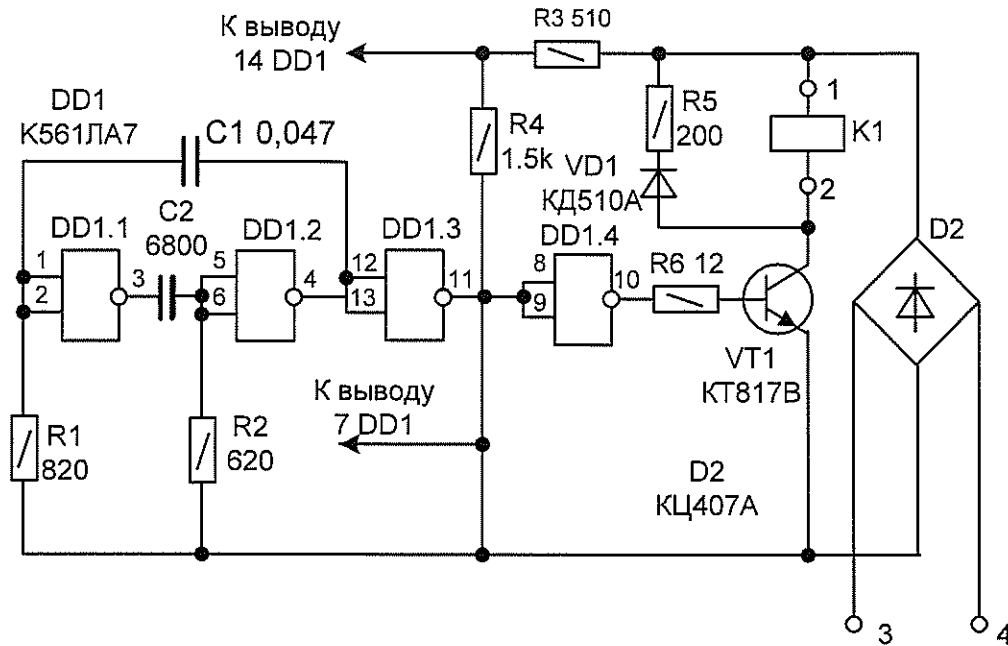 К выводу
14 DD1
R3 510
DD1
К561ЛА7
C1 0,047
R4
1.5k
R5
200
1
K1
2
VD1
КД510А
C2
6800
DD1.1
DD1.2
DD1.3
DD1.4
D2
1
2
3
5
6
4
12
13
11
8
9
10
R6 12
VT1
КТ817В
К выводу
7 DD1
R1
820
R2
620
D2
КЦ407А
3
4